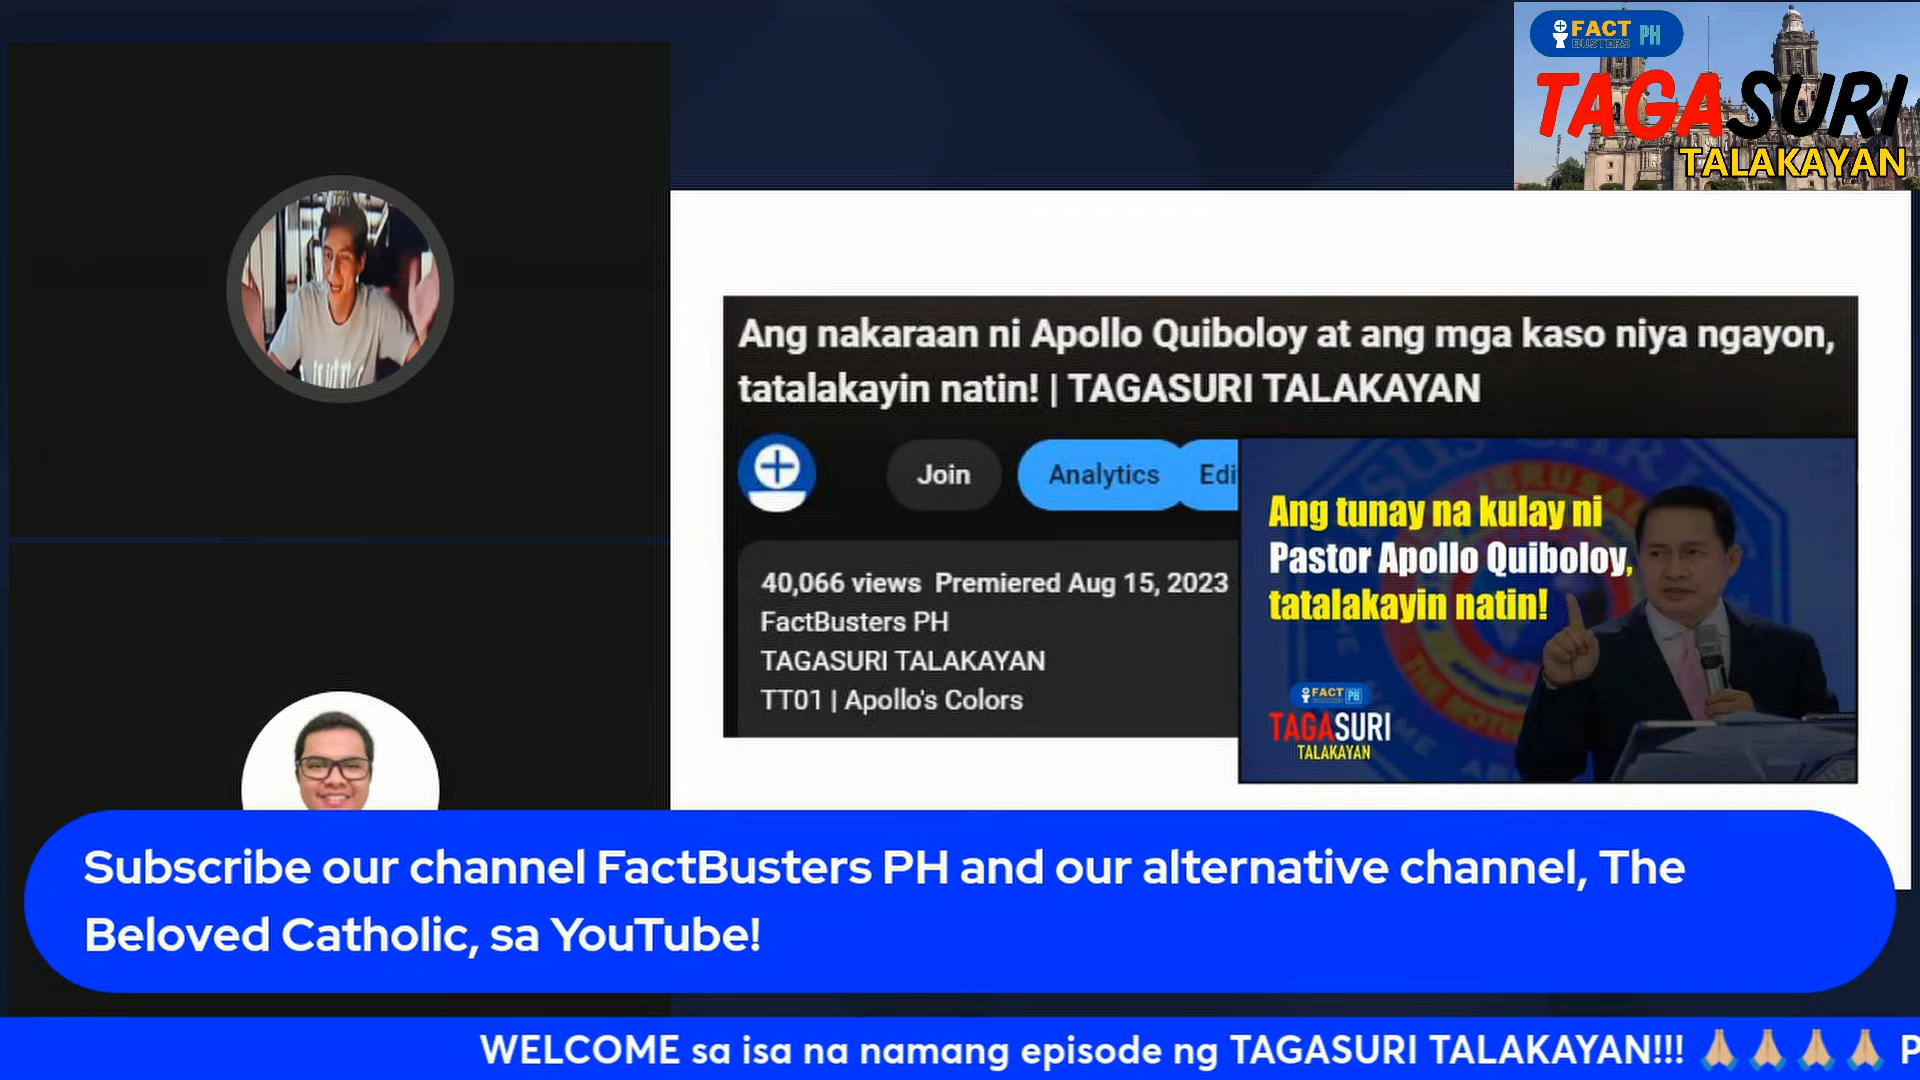 FACT
BUSTERS
PH
TAGASURI
TALAKAYAN
Ang nakaraan ni Apollo Quiboloy at ang mga kaso niya ngayon,
tatalakayin natin! | TAGASURI TALAKAYAN
Join
Analytics
Edi
40,066 views Premiered Aug 15, 2023
FactBusters PH
TAGASURI TALAKAYAN
TT01 | Apollo's Colors
Ang tunay na kulay ni
Pastor Apollo Quiboloy,
tatalakayin natin!
FACT
PH
TAGASURI
TALAKAYAN
Subscribe our channel FactBusters PH and our alternative channel, The
Beloved Catholic, sa YouTube!
WELCOME sa isa na namang episode ng TAGASURI TALAKAYAN!!! 🙏🏼🙏🏼🙏🏼🙏🏼 P